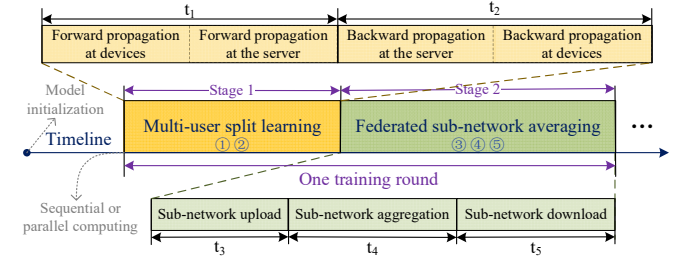 t1
t2
Forward propagation
at devices
Forward propagation
at the server
Backward propagation
at the server
Backward propagation
at devices
Model
initialization
Stage 1
Stage 2
Timeline
Multi-user split learning
①②
Federated sub-network averaging
③④⑤
...
One training round
Sequential or
parallel computing
Sub-network upload
Sub-network aggregation
Sub-network download
t3
t4
t5